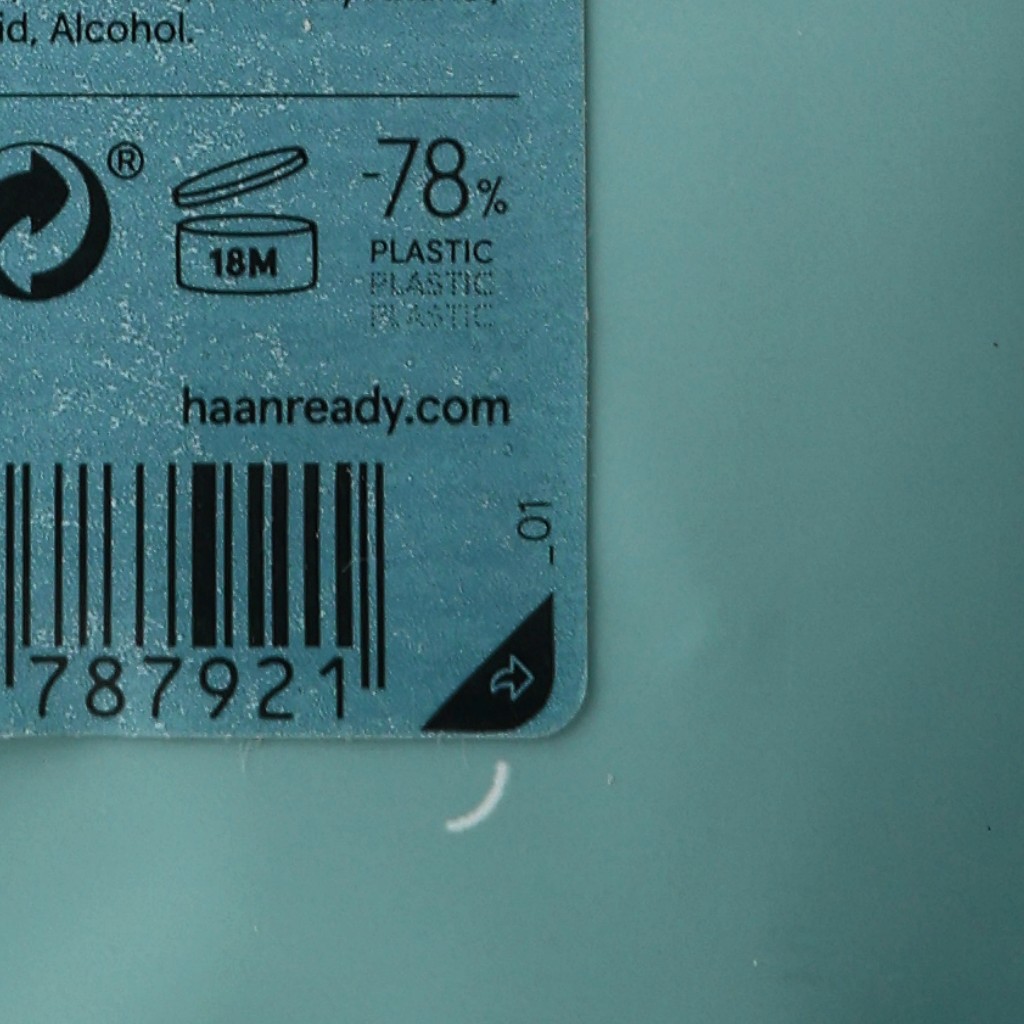 id, Alcohol.
®
18M
-78%
PLASTIC
PLASTIC
PLASTIC
haanready.com
_01
787921